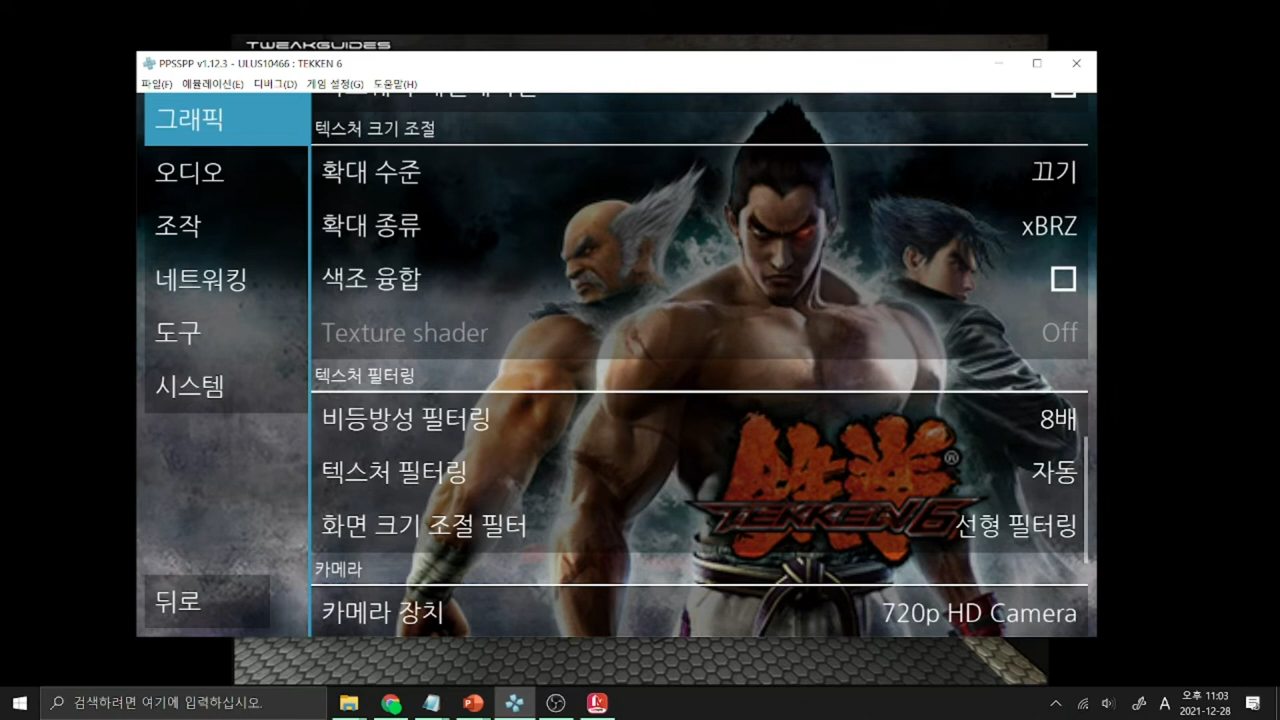 TWEAKGUIDES
PPSSPP v1.12.3 - ULUS10466 : TEKKEN 6
파일(F) 에뮬레이션(E) 디버그(D) 게임 설정(G) 도움말(H)
그래픽
오디오
조작
네트워킹
도구
시스템
뒤로
텍스처 크기 조절
확대 수준 끄기
확대 종류 xBRZ
색조 융합
Texture shader Off
텍스처 필터링
비등방성 필터링 8배
텍스처 필터링 자동
화면 크기 조절 필터 선형 필터링
카메라
카메라 장치 720p HD Camera
鉄拳®
TEKKEN 6
검색하려면 여기에 입력하십시오.
A
오후 11:03
2021-12-28